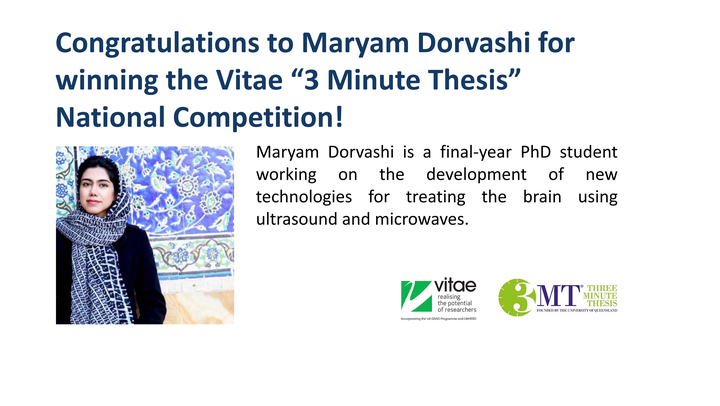 Congratulations to Maryam Dorvashi for
winning the Vitae “3 Minute Thesis”
National Competition!
Maryam Dorvashi is a final-year PhD student
working on the development of new
technologies for treating the brain using
ultrasound and microwaves.
vitae
realising
the potential
of researchers
3MT® THREE
MINUTE
THESIS
FOUNDED BY THE UNIVERSITY OF QUEENSLAND